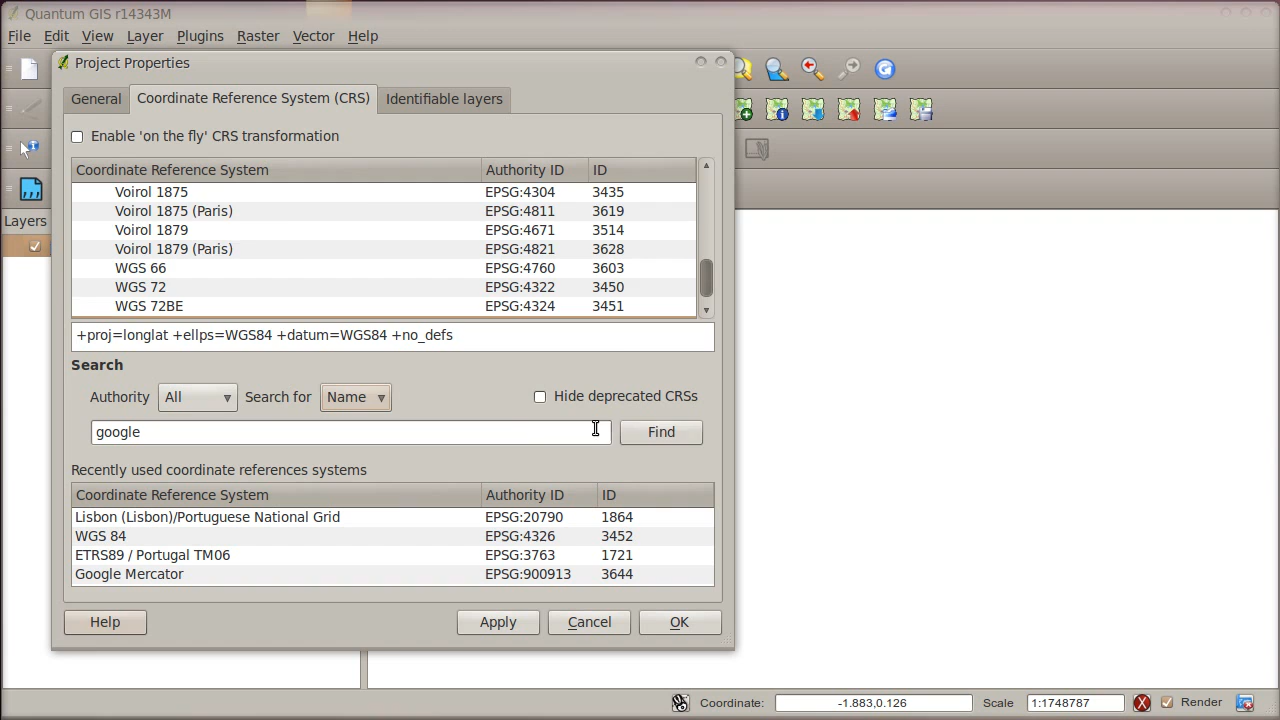 Quantum GIS r14343M
File Edit View Layer Plugins Raster Vector Help
Project Properties
General Coordinate Reference System (CRS) Identifiable layers
Enable 'on the fly' CRS transformation
Coordinate Reference System Authority ID ID
Voirol 1875 EPSG:4304 3435
Voirol 1875 (Paris) EPSG:4811 3619
Layers
Voirol 1879 EPSG:4671 3514
Voirol 1879 (Paris) EPSG:4821 3628
WGS 66 EPSG:4760 3603
WGS 72 EPSG:4322 3450
WGS 72BE EPSG:4324 3451
+proj=longlat +ellps=WGS84 +datum=WGS84 +no_defs
Search
Authority All Search for Name Hide deprecated CRSs
google Find
Recently used coordinate references systems
Coordinate Reference System Authority ID ID
Lisbon (Lisbon)/Portuguese National Grid EPSG:20790 1864
WGS 84 EPSG:4326 3452
ETRS89 / Portugal TM06 EPSG:3763 1721
Google Mercator EPSG:900913 3644
Help Apply Cancel OK
Coordinate: -1.883,0.126 Scale 1:1748787 Render